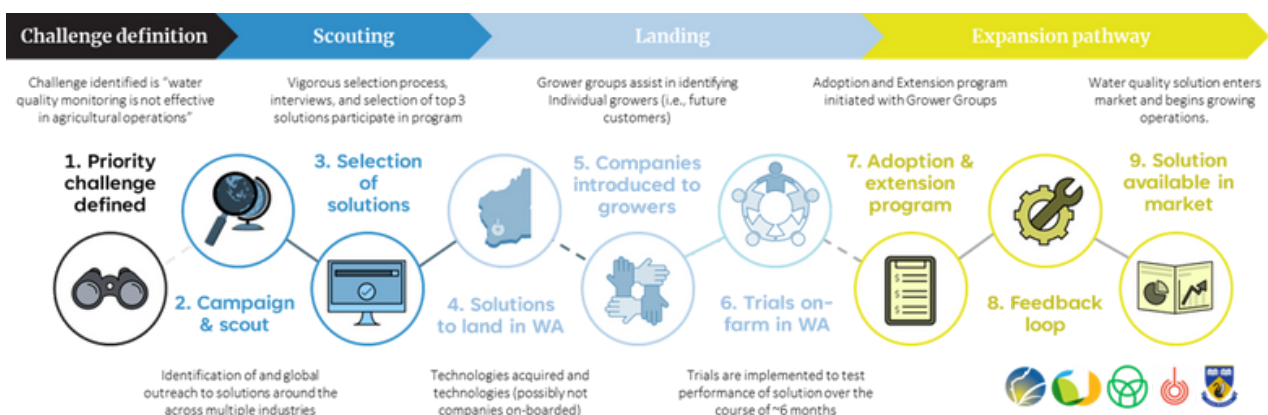 Challenge definition
Scouting
Landing
Expansion pathway
Challenge identified is "water
quality monitoring is not effective
in agricultural operations"
Vigorous selection process,
interviews, and selection of top 3
solutions participate in program
Grower groups assist in identifying
Individual growers (i.e., future
customers)
Adoption and Extension program
initiated with Grower Groups
Water quality solution enters
market and begins growing
operations.
1. Priority
challenge
defined
2. Campaign
& scout
3. Selection
of
solutions
4. Solutions
to land in WA
5. Companies
introduced to
growers
6. Trials on-
farm in WA
7. Adoption &
extension
program
$
$
$
8. Feedback
loop
9. Solution
available in
market
Identification of and global
outreach to solutions around the
across multiple industries
Technologies acquired and
technologies (possibly not
companies on-boarded)
Trials are implemented to test
performance of solution over the
course of ~6 months